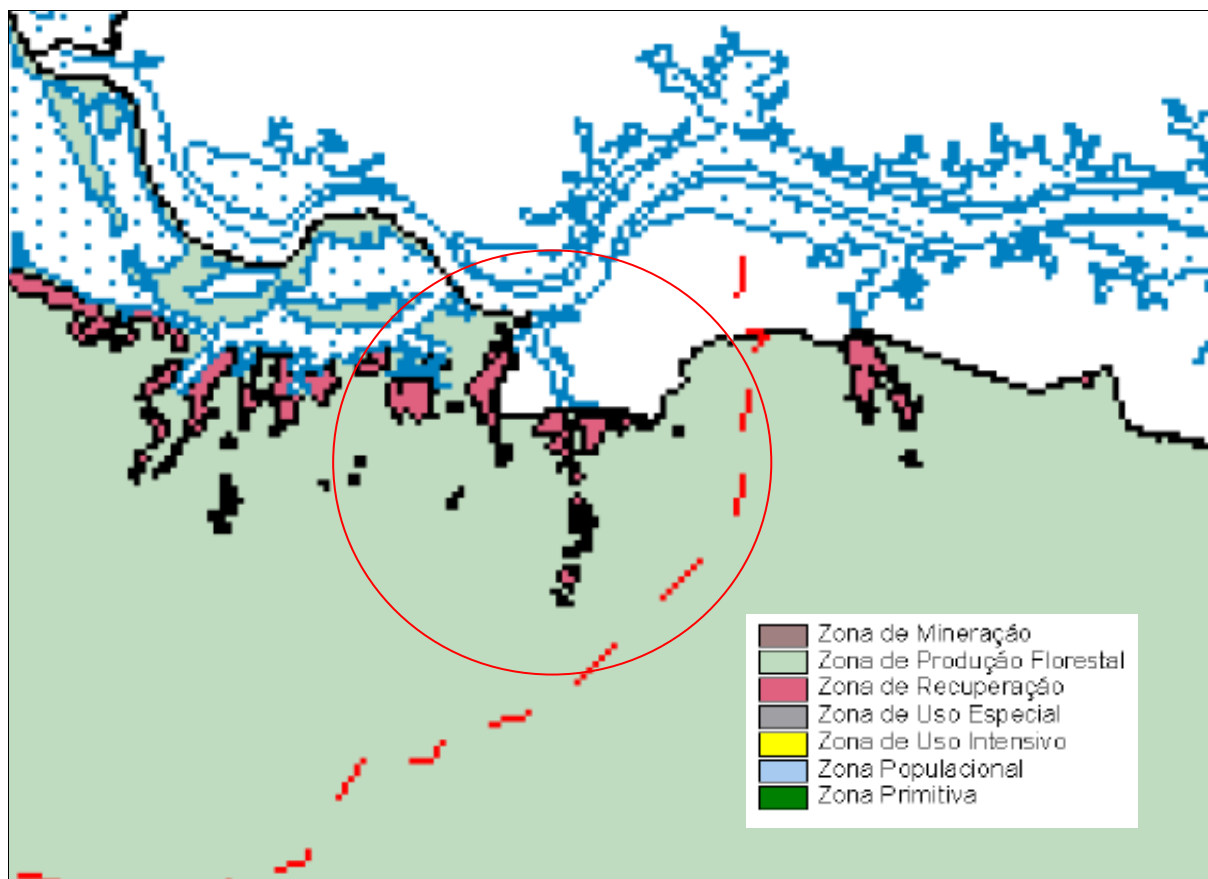 Zona de Mineração
Zona de Produção Florestal
Zona de Recuperação
Zona de Uso Especial
Zona de Uso Intensivo
Zona Populacional
Zona Primitiva